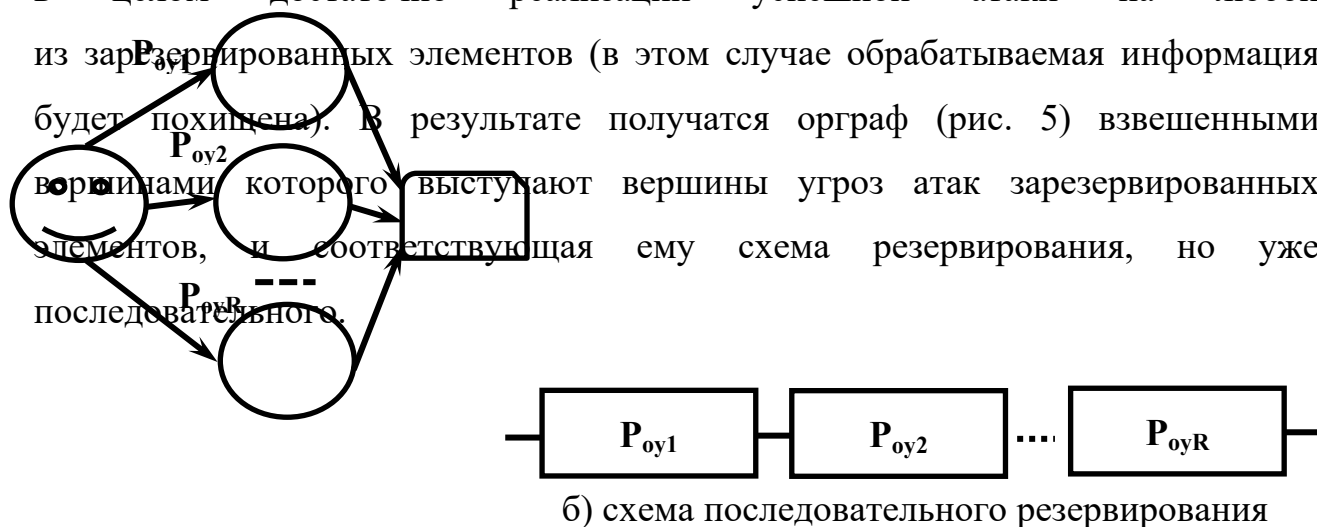 из зарезервированных элементов (в этом случае обрабатываемая информация
будет похищена). В результате получатся орграф (рис. 5) взвешенными
вершинами которого выступают вершины угроз атак зарезервированных
элементов, и соответствующая ему схема резервирования, но уже
последовательного.
Pоу1
Pоу2
PоуR
Pоу1
Pоу2
PоуR
б) схема последовательного резервирования